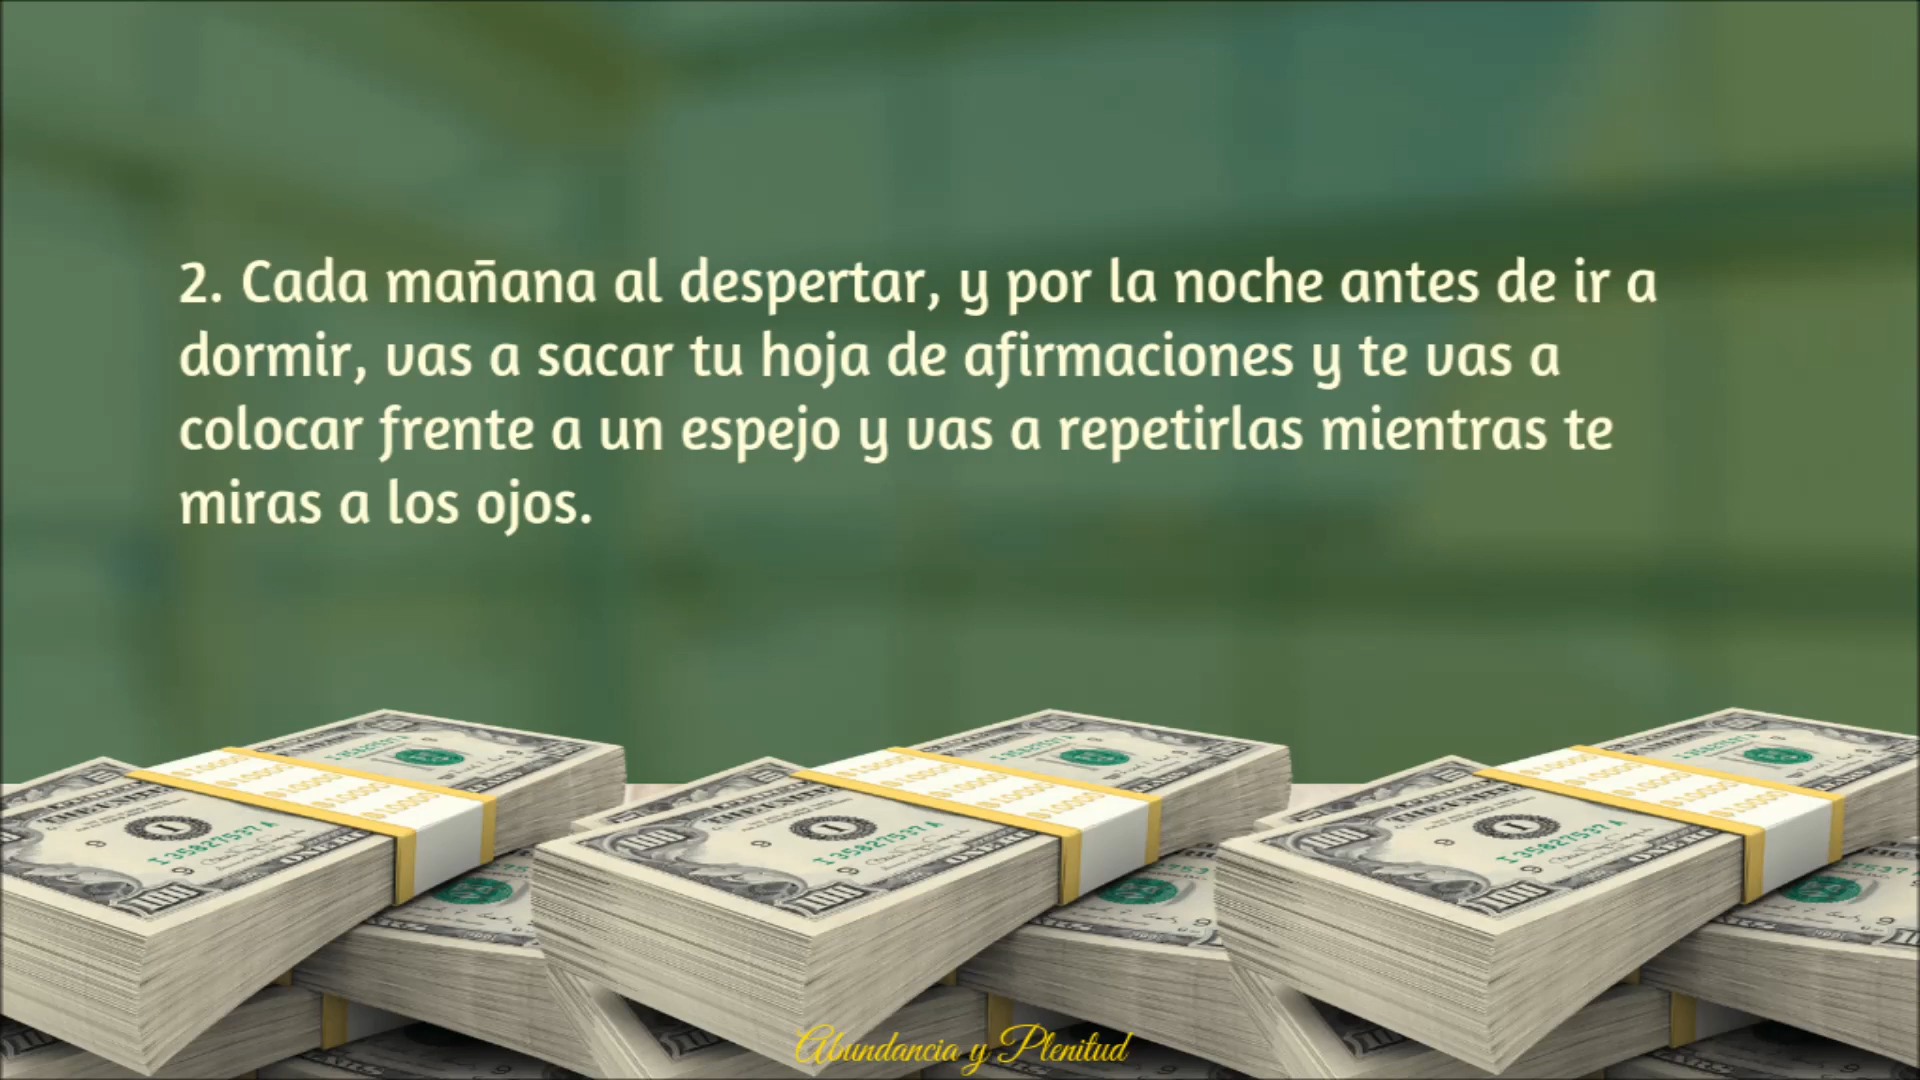 2. Cada mañana al despertar, y por la noche antes de ir a
dormir, vas a sacar tu hoja de afirmaciones y te vas a
colocar frente a un espejo y vas a repetirlas mientras te
miras a los ojos.
Abundancia y Plenitud